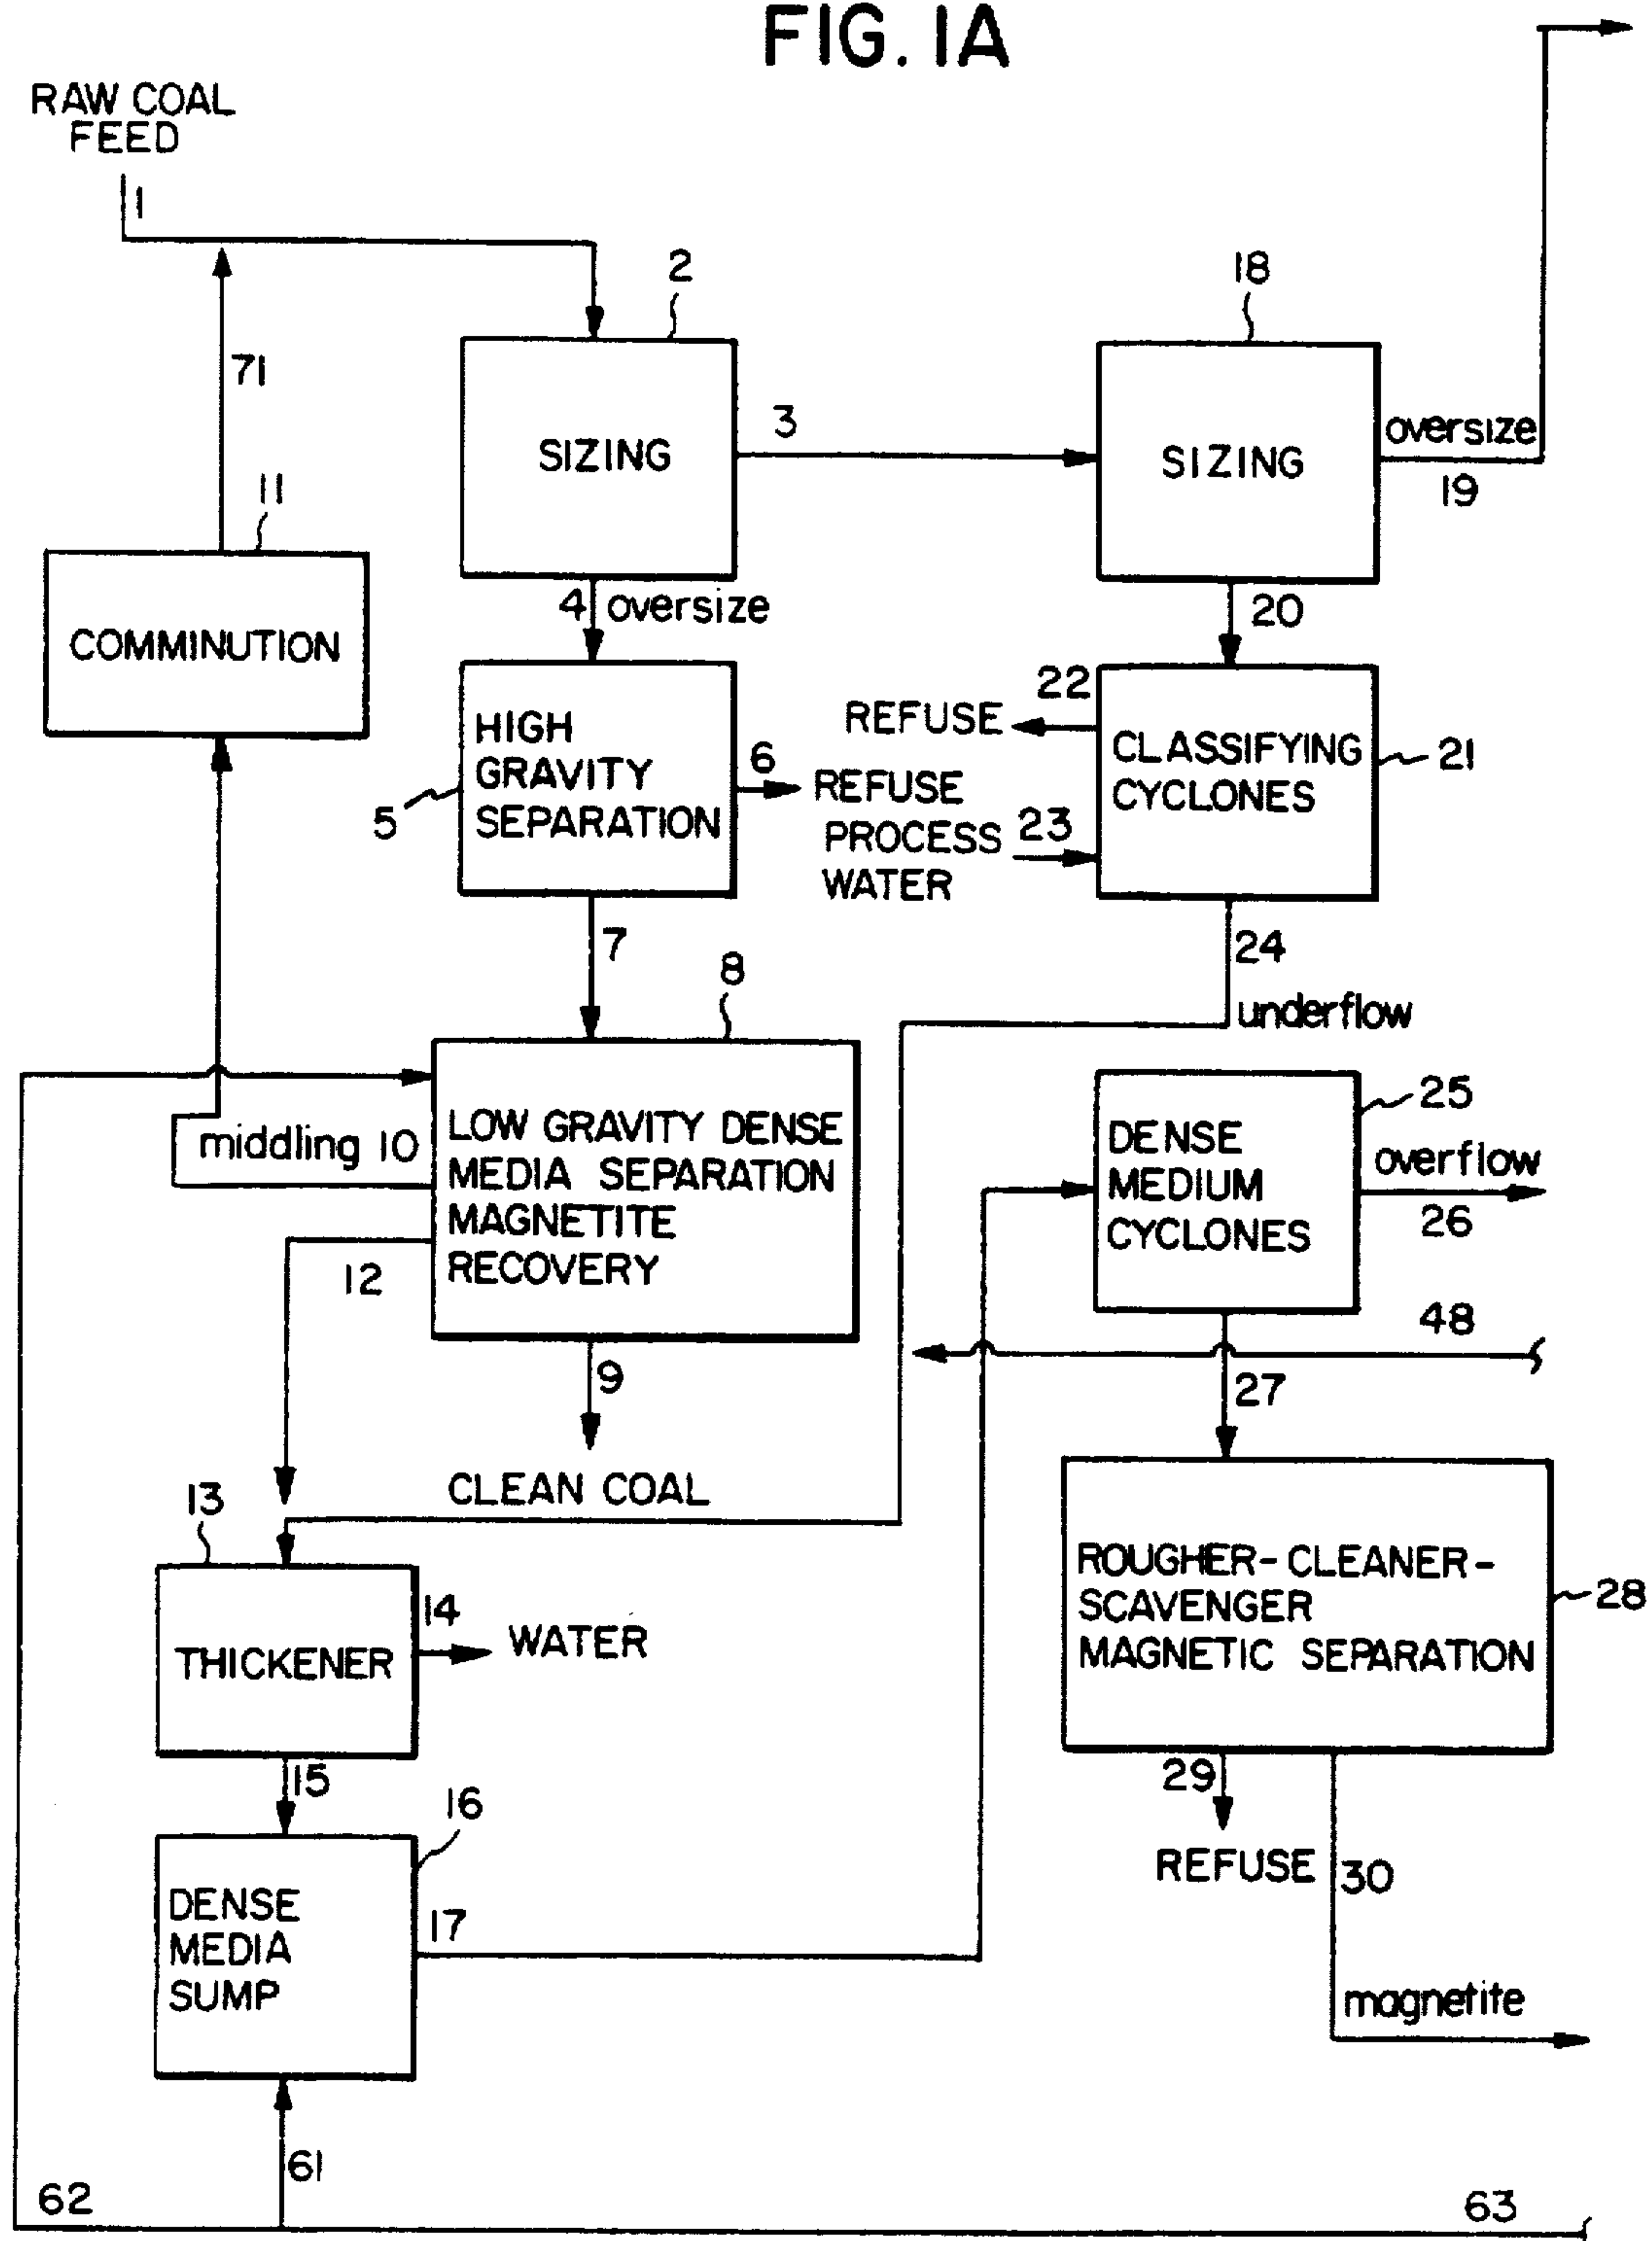 FIG. 1A
RAW COAL
FEED
1
71
2
18
3
SIZING
SIZING
oversize
19
11
COMMINUTION
4 oversize
20
HIGH
GRAVITY
SEPARATION
5
6
REFUSE
22
REFUSE
PROCESS
WATER
23
CLASSIFYING
CYCLONES
21
7
24
underflow
8
LOW GRAVITY DENSE
MEDIA SEPARATION
MAGNETITE
RECOVERY
middling 10
12
9
CLEAN COAL
DENSE
MEDIUM
CYCLONES
25
overflow
26
48
27
13
THICKENER
14
WATER
ROUGHER-CLEANER-
SCAVENGER
MAGNETIC SEPARATION
28
15
16
DENSE
MEDIA
SUMP
17
29
REFUSE
30
magnetite
61
62
63